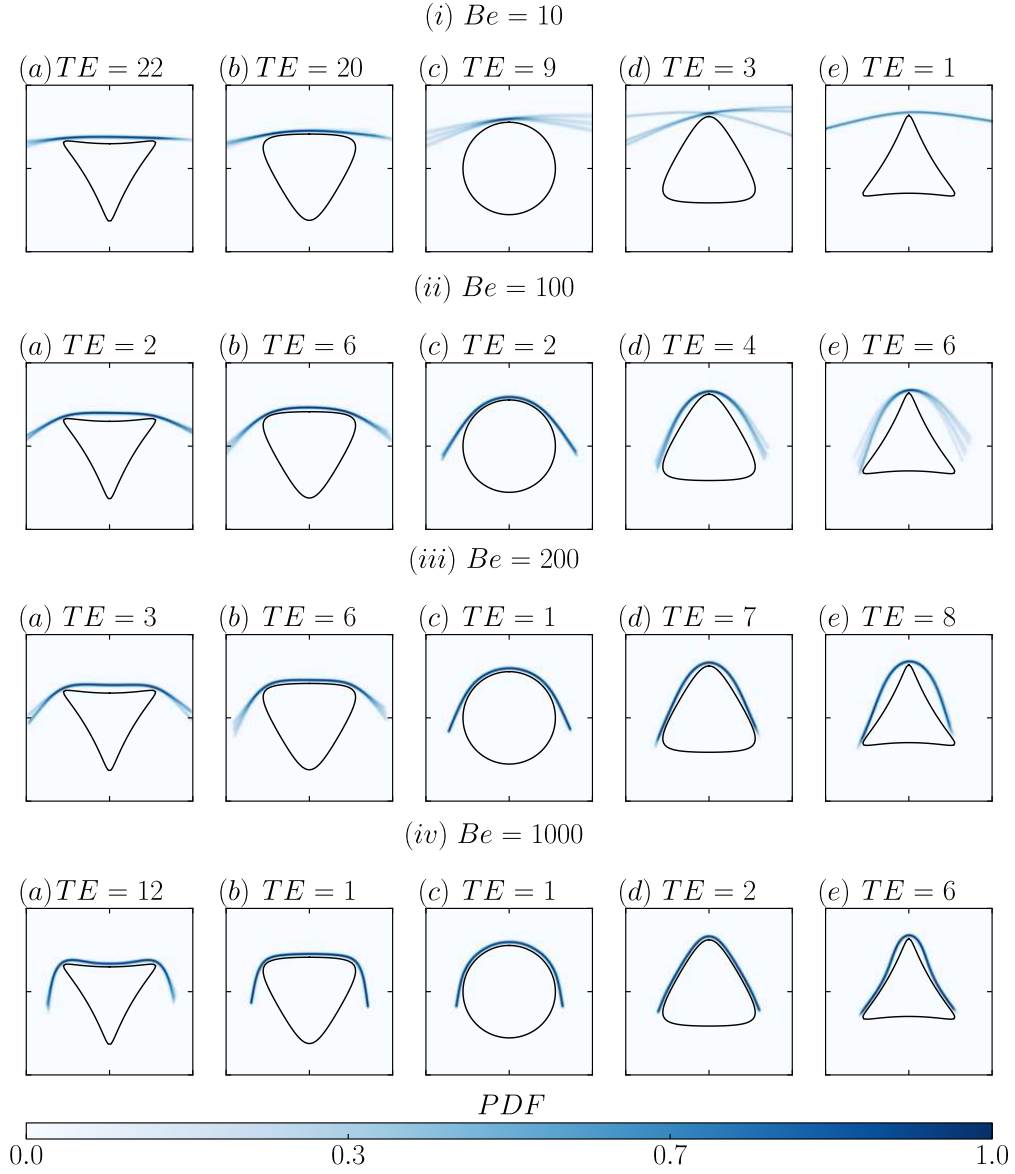 (i) Be = 10
(a) TE = 22 (b) TE = 20 (c) TE = 9 (d) TE = 3 (e) TE = 1
(ii) Be = 100
(a) TE = 2 (b) TE = 6 (c) TE = 2 (d) TE = 4 (e) TE = 6
(iii) Be = 200
(a) TE = 3 (b) TE = 6 (c) TE = 1 (d) TE = 7 (e) TE = 8
(iv) Be = 1000
(a) TE = 12 (b) TE = 1 (c) TE = 1 (d) TE = 2 (e) TE = 6
PDF
0.0 0.3 0.7 1.0